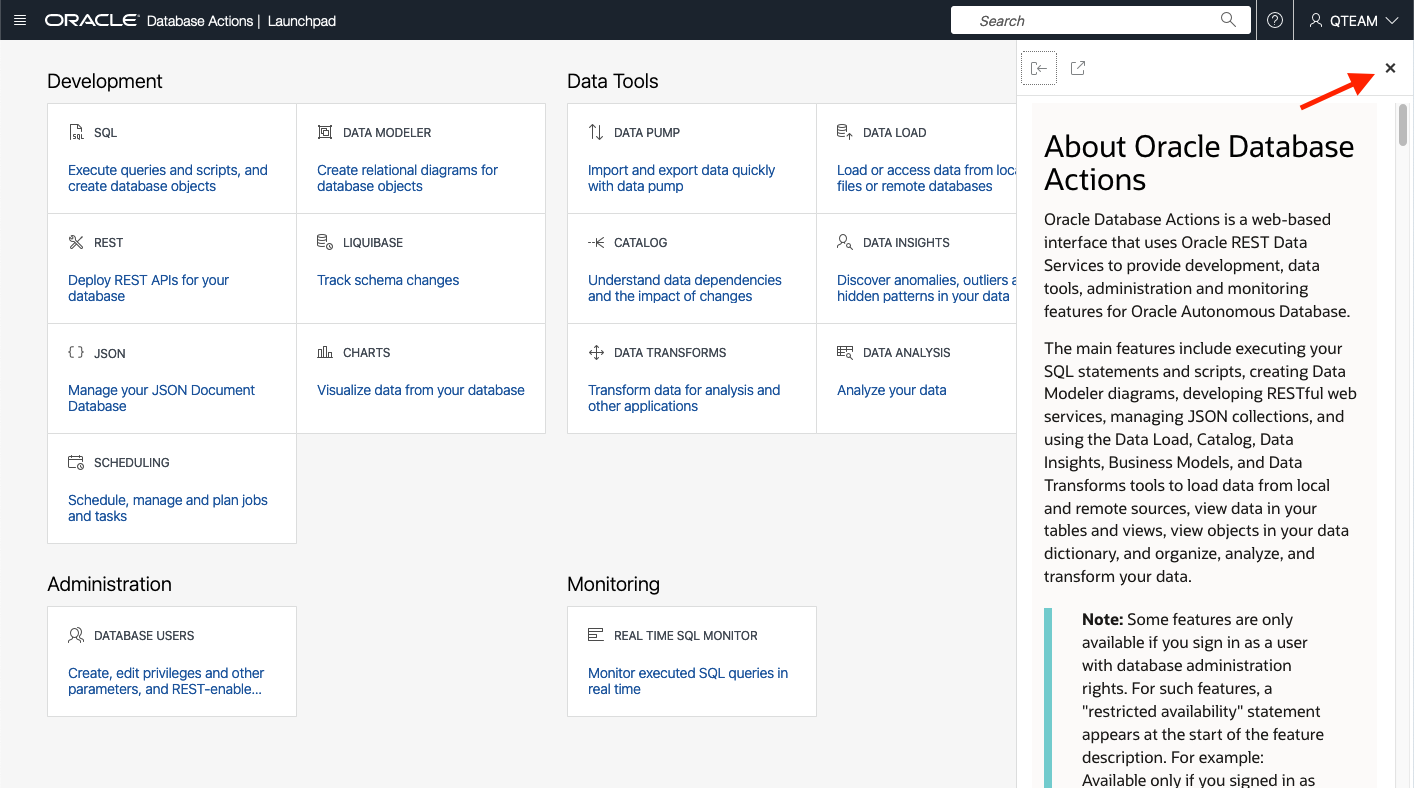 ORACLE Database Actions | Launchpad
Search
QTEAM
Development
SQL
Execute queries and scripts, and
create database objects
DATA MODELER
Create relational diagrams for
database objects
REST
Deploy REST APIs for your
database
LIQUIBASE
Track schema changes
JSON
Manage your JSON Document
Database
CHARTS
Visualize data from your database
SCHEDULING
Schedule, manage and plan jobs
and tasks
Data Tools
DATA PUMP
Import and export data quickly
with data pump
DATA LOAD
Load or access data from loca
files or remote databases
CATALOG
Understand data dependencies
and the impact of changes
DATA INSIGHTS
Discover anomalies, outliers a
hidden patterns in your data
DATA TRANSFORMS
Transform data for analysis and
other applications
DATA ANALYSIS
Analyze your data
Administration
DATABASE USERS
Create, edit privileges and other
parameters, and REST-enable...
Monitoring
REAL TIME SQL MONITOR
Monitor executed SQL queries in
real time
About Oracle Database
Actions
Oracle Database Actions is a web-based
interface that uses Oracle REST Data
Services to provide development, data
tools, administration and monitoring
features for Oracle Autonomous Database.
The main features include executing your
SQL statements and scripts, creating Data
Modeler diagrams, developing RESTful web
services, managing JSON collections, and
using the Data Load, Catalog, Data
Insights, Business Models, and Data
Transforms tools to load data from local
and remote sources, view data in your
tables and views, view objects in your data
dictionary, and organize, analyze, and
transform your data.
Note: Some features are only
available if you sign in as a user
with database administration
rights. For such features, a
"restricted availability" statement
appears at the start of the feature
description. For example:
Available only if you signed in as